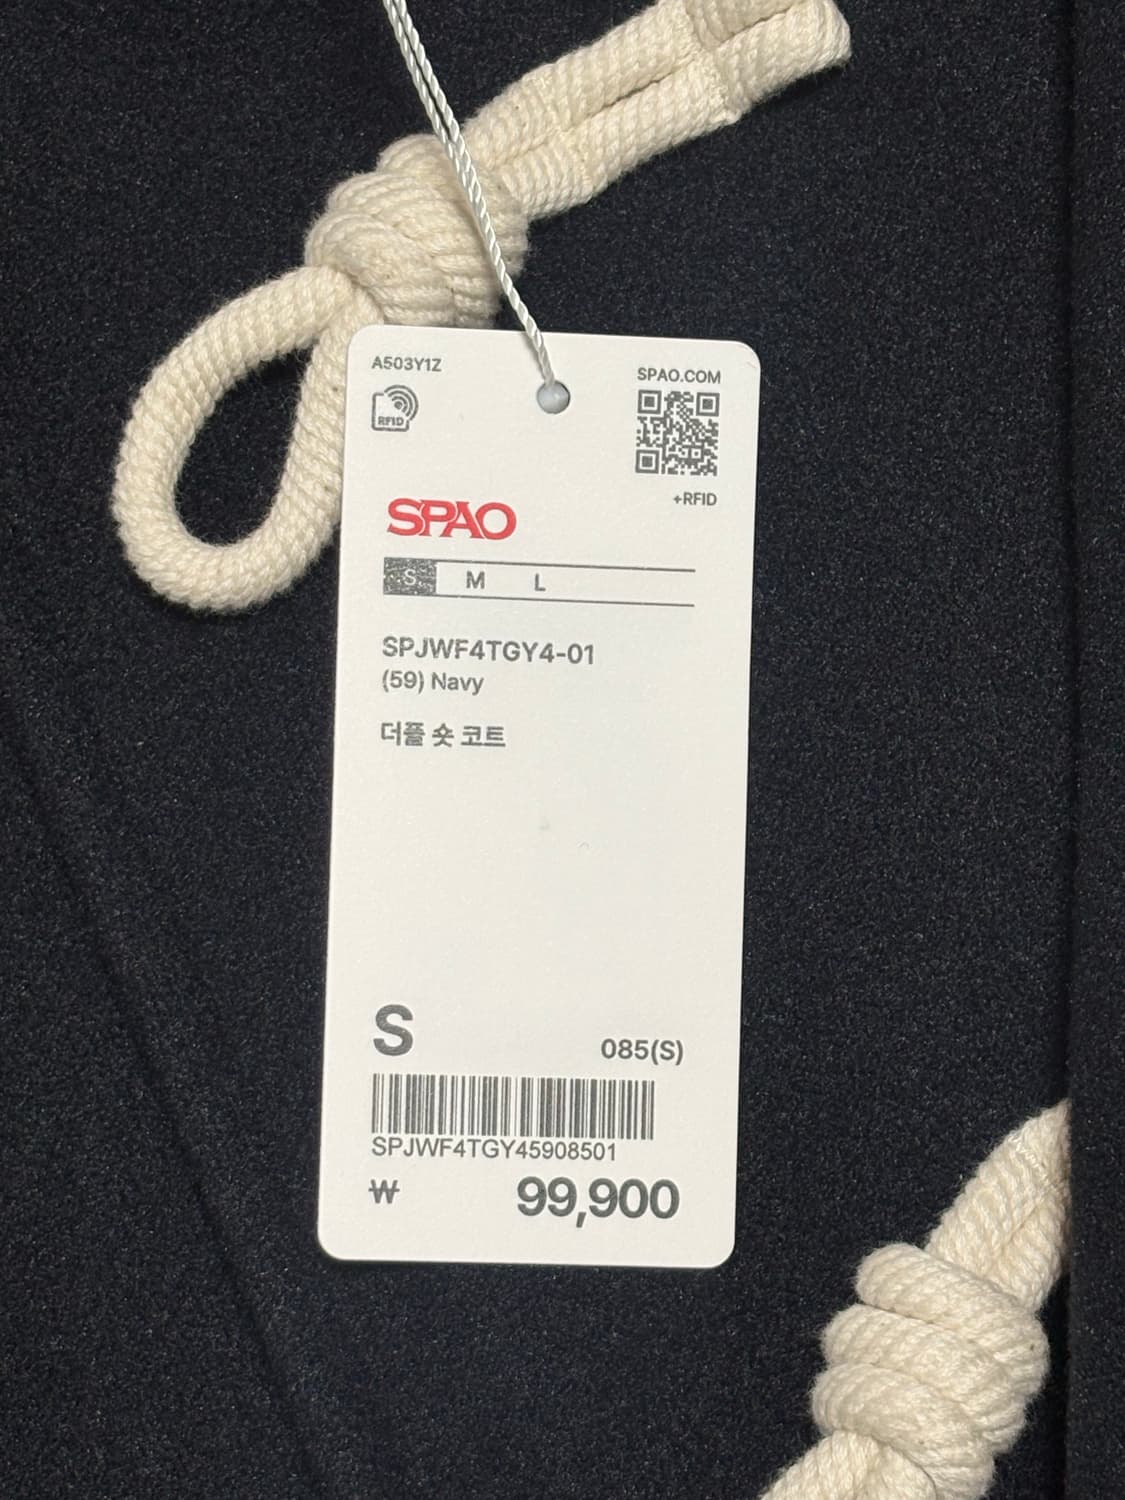 A503Y1Z
RFID
SPAO.COM
+RFID
SPAO
S M L
SPJWF4TGY4-01
(59) Navy
더플 숏 코트
S
085(S)
SPJWF4TGY45908501
₩ 99,900